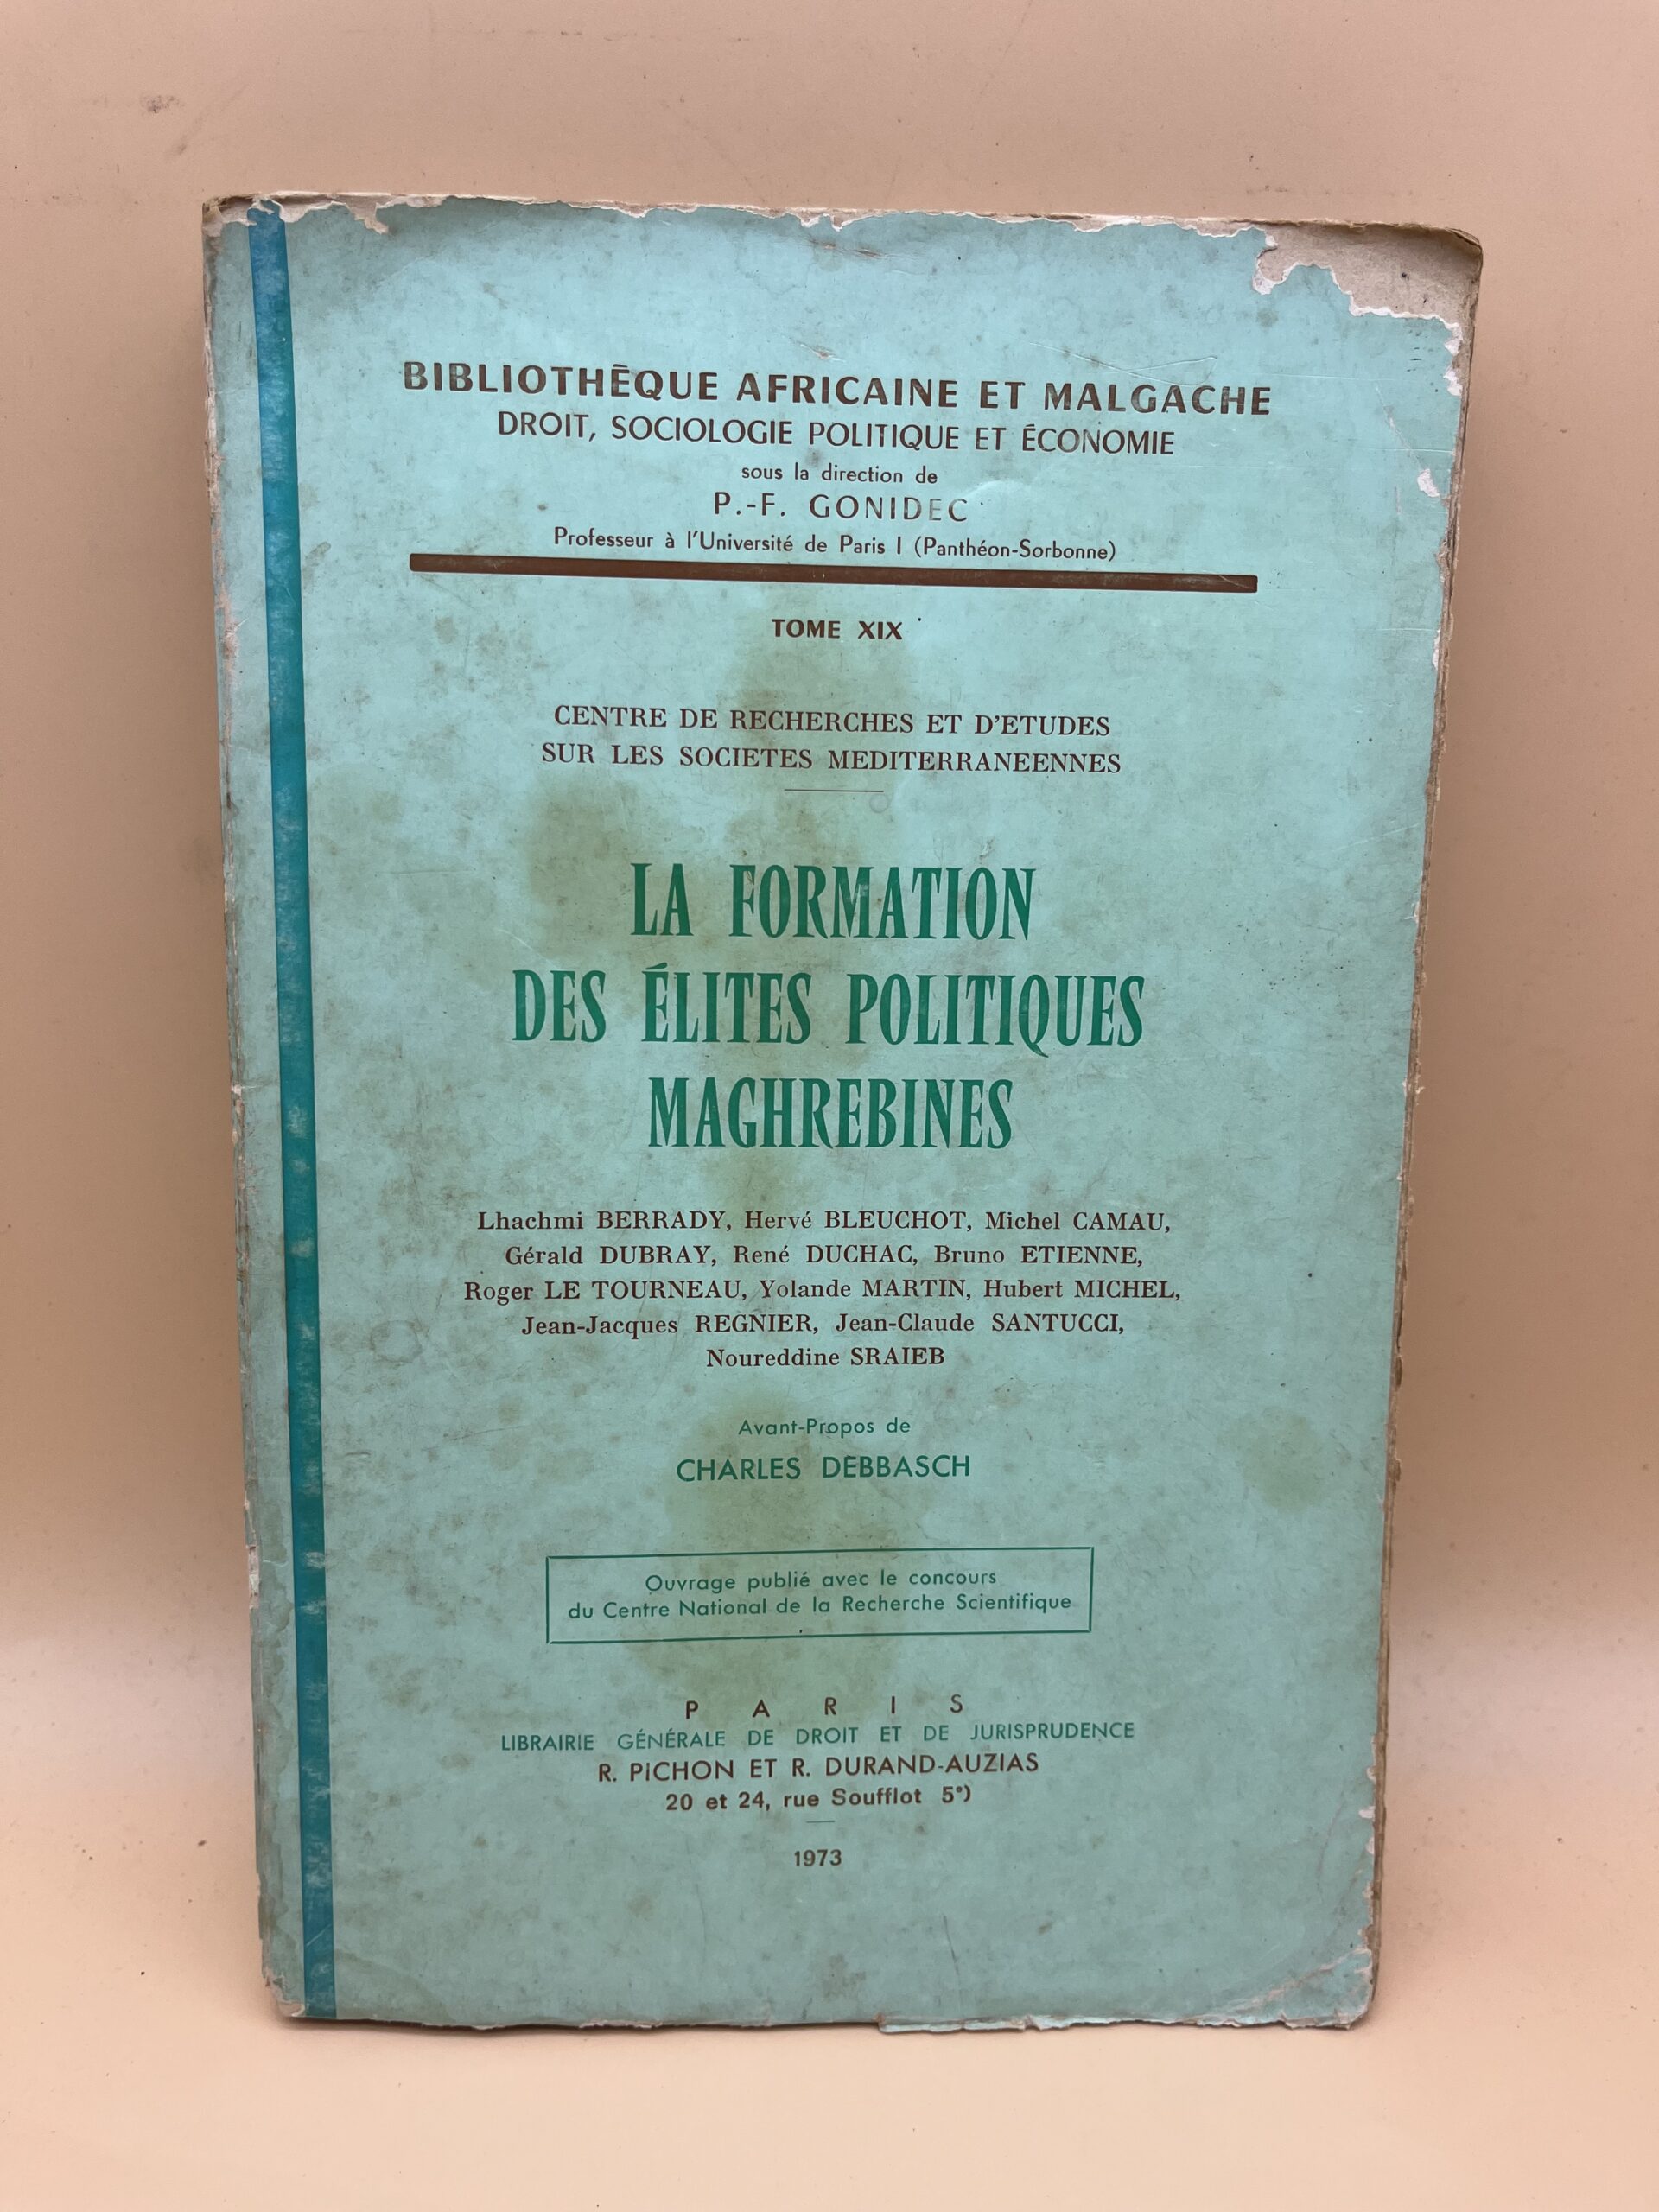 BIBLIOTHÈQUE AFRICAINE ET MALGACHE
DROIT, SOCIOLOGIE POLITIQUE ET ÉCONOMIE
sous la direction de
P.-F. GONIDEC
Professeur à l'Université de Paris I (Panthéon-Sorbonne)
TOME XIX
CENTRE DE RECHERCHES ET D'ETUDES
SUR LES SOCIETES MEDITERRANEENNES
LA FORMATION
DES ÉLITES POLITIQUES
MAGHREBINES
Lhachmi BERRADY, Hervé BLEUCHOT, Michel CAMAU,
Gérald DUBRAY, René DUCHAC, Bruno ETIENNE,
Roger LE TOURNEAU, Yolande MARTIN, Hubert MICHEL,
Jean-Jacques REGNIER, Jean-Claude SANTUCCI,
Noureddine SRAIEB
Avant-Propos de
CHARLES DEBBASCH
Ouvrage publié avec le concours
du Centre National de la Recherche Scientifique
PARIS
LIBRAIRIE GÉNÉRALE DE DROIT ET DE JURISPRUDENCE
R. PICHON ET R. DURAND-AUZIAS
20 et 24, rue Soufflot 5°)
1973